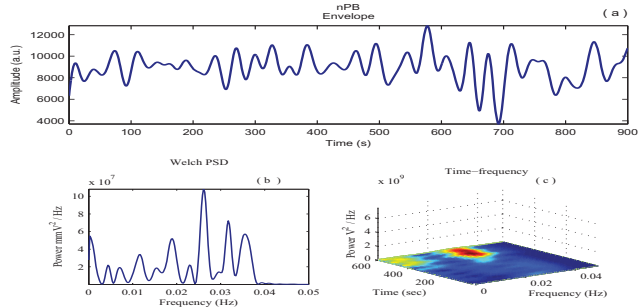 nPB
Envelope
( a )
Amplitude (a.u.)
12000
10000
8000
6000
4000
0 100 200 300 400 500 600 700 800 900
Time (s)
Welch PSD
x 10^7
( b )
Power mm V^2 / Hz
10
8
6
4
2
0 0.01 0.02 0.03 0.04 0.05
Frequency (Hz)
Time−frequency
x 10^9
( c )
Power V^2 / Hz
6
4
2
0
600
400
200
Time (sec)
0 0.02 0.04
Frequency (Hz)